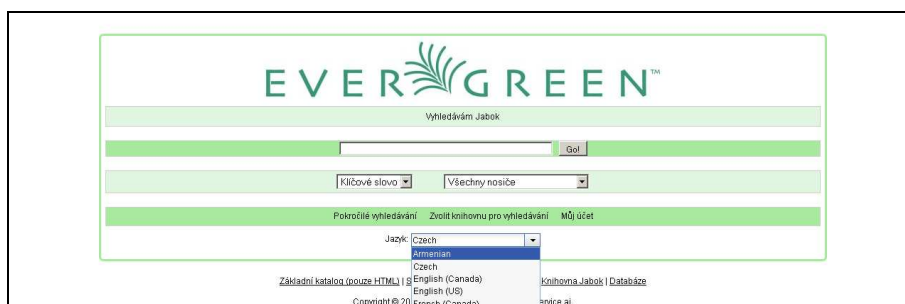 EVERGREEN™
Vyhledávám Jabok
Go!
Klíčové slovo Všechny nosiče
Pokročilé vyhledávání Zvolit knihovnu pro vyhledávání Můj účet
Jazyk: Czech
Armenian
Czech
English (Canada)
English (US)
French (Canada)
Základní katalog (pouze HTML) | S Knihovna Jabok | Databáze
Copyright © 20